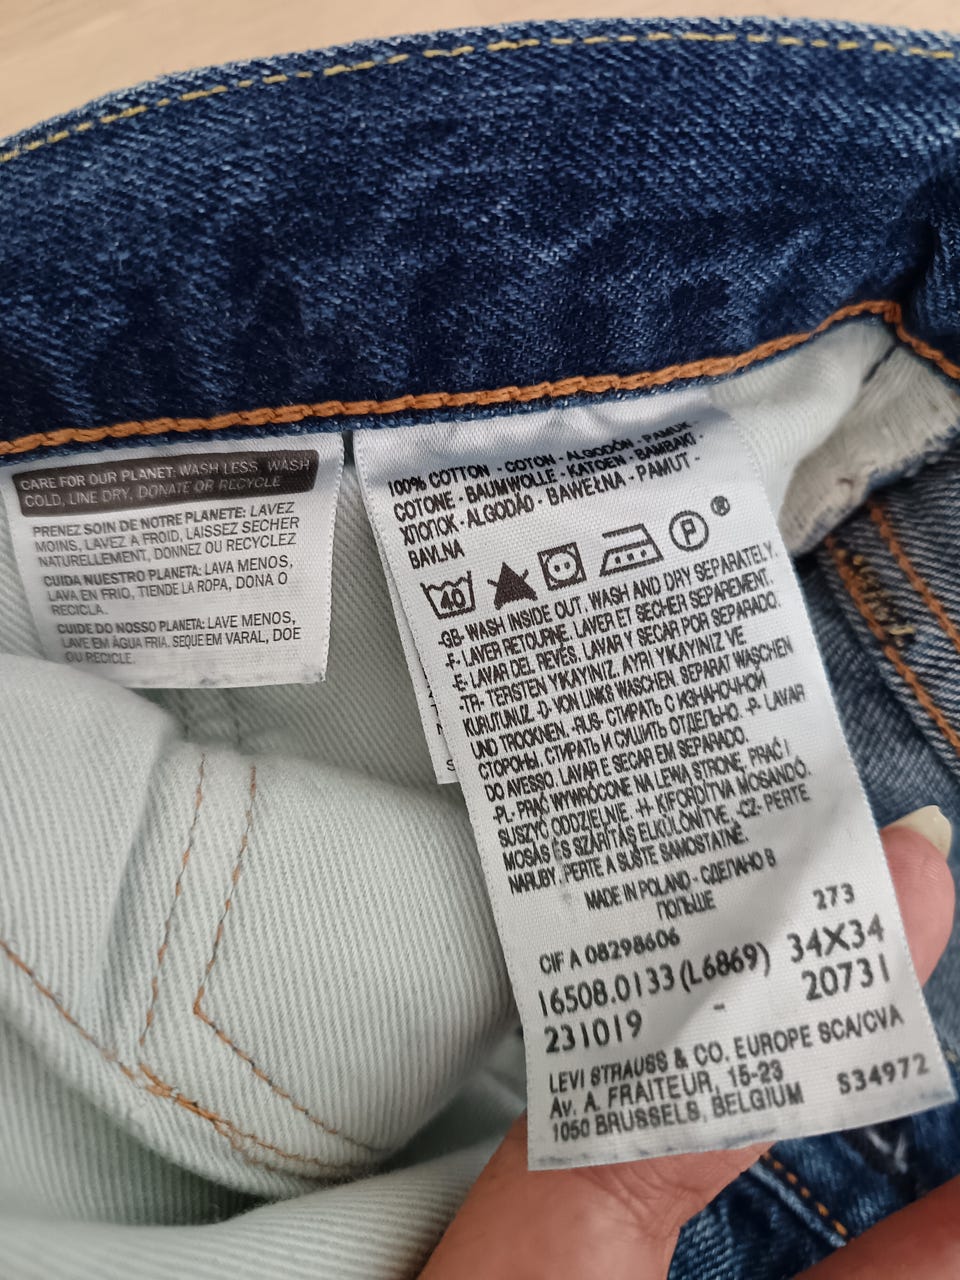 CARE FOR OUR PLANET: WASH LESS, WASH
COLD, LINE DRY, DONATE OR RECYCLE
PRENEZ SOIN DE NOTRE PLANETE: LAVEZ
MOINS, LAVEZ A FROID, LAISSEZ SECHER
NATURELLEMENT, DONNEZ OU RECYCLEZ
CUIDA NUESTRO PLANETA: LAVA MENOS,
LAVA EN FRIO, TIENDE LA ROPA, DONA O
RECICLA.
CUIDE DO NOSSO PLANETA: LAVE MENOS,
LAVE EM ÀGUA FRIA, SEQUE EM VARAL, DOE
OU RECICLE.
100% COTTON - COTON - ALGODÓN - PAMUK -
COTONE - BAUMWOLLE - KATOEN - BAMBAKI -
ХЛОПОК - ALGODÃO - BAWEŁNA - PAMUT -
BAVLNA
40 P ®
-GB- WASH INSIDE OUT. WASH AND DRY SEPARATELY.
-F- LAVER RETOURNE. LAVER ET SECHER SEPAREMENT.
-E- LAVAR DEL REVÉS. LAVAR Y SECAR POR SEPARADO.
-TR- TERSTEN YIKAYINIZ. AYRI YIKAYINIZ VE
KURUTUNUZ. -D- VON LINKS WASCHEN. SEPARAT WASCHEN
UND TROCKNEN. -RUS- СТИРАТЬ С ИЗНАНОЧНОЙ
СТОРОНЫ, СТИРАТЬ И СУШИТЬ ОТДЕЛЬНО. -P- LAVAR
DO AVESSO. LAVAR E SECAR EM SEPARADO.
-PL- PRAĆ WYWRÓCONE NA LEWA STRONE, PRAĆ I
SUSZYĆ ODDZIELNIE. -H- KIFORDÍTVA MOSANDÓ.
MOSÁS ÉS SZÁRÍTÁS ELKÜLÖNÍTVE. -CZ- PERTE
NARUBY. PERTE A SUŠTE SAMOSTATNĚ.
MADE IN POLAND - СДЕЛАНО В
ПОЛЬШЕ
273
CIF A 08298606
16508.0133 (L6869) 34X34
231019 - 20731
LEVI STRAUSS & CO. EUROPE SCA/CVA
Av. A. FRAITEUR, 15-23
1050 BRUSSELS, BELGIUM S34972